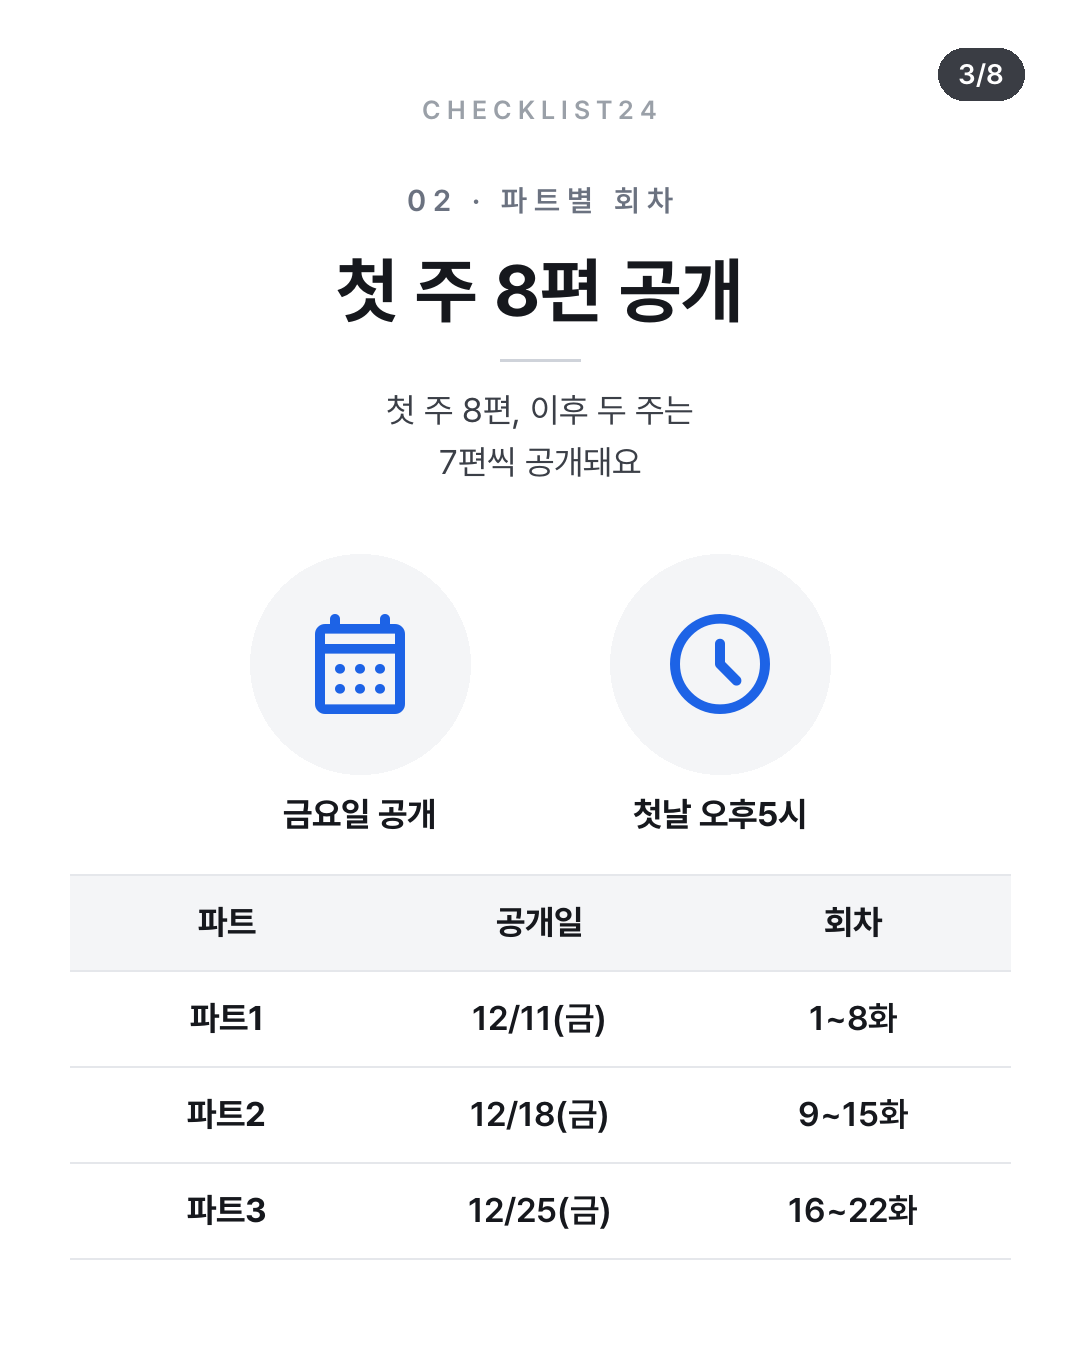 3/8
CHECKLIST24
02 · 파트별 회차
첫 주 8편 공개
첫 주 8편, 이후 두 주는
7편씩 공개돼요
금요일 공개 첫날 오후5시
파트 공개일 회차
파트1 12/11(금) 1~8화
파트2 12/18(금) 9~15화
파트3 12/25(금) 16~22화